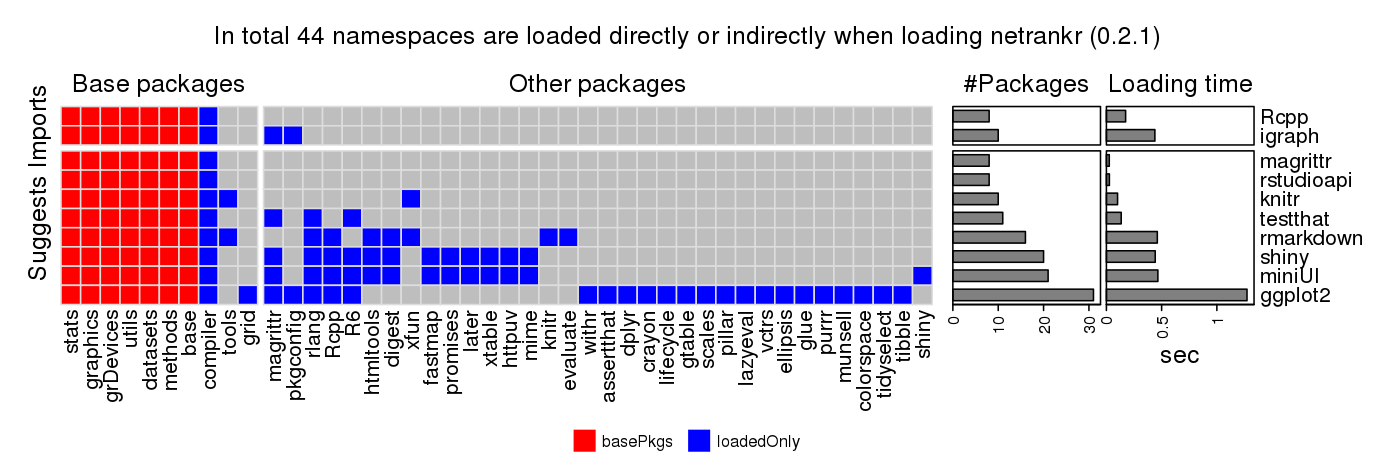 In total 44 namespaces are loaded directly or indirectly when loading netrankr (0.2.1)
Base packages
Other packages
#Packages
Loading time
Imports
Suggests
Rcpp
igraph
magrittr
rstudioapi
knitr
testthat
rmarkdown
shiny
miniUI
ggplot2
stats
graphics
grDevices
utils
datasets
methods
base
compiler
tools
grid
magrittr
pkgconfig
rlang
Rcpp
R6
htmltools
digest
xfun
fastmap
promises
later
xtable
httpuv
mime
knitr
evaluate
withr
assertthat
dplyr
crayon
lifecycle
gtable
scales
pillar
lazyeval
vctrs
ellipsis
glue
purrr
munsell
colorspace
tidyselect
tibble
shiny
0
10
20
30
0
0.5
1
sec
basePkgs
loadedOnly